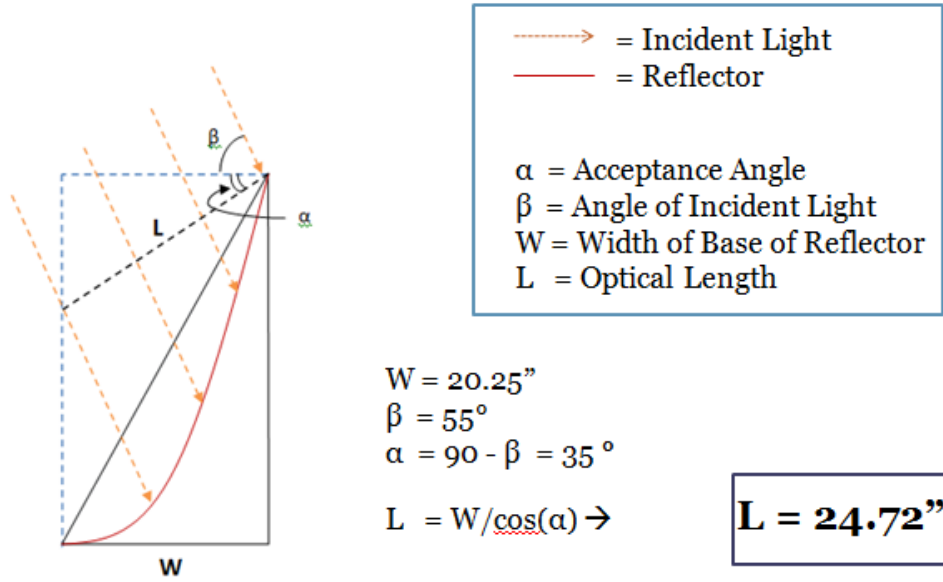 = Incident Light
= Reflector
α = Acceptance Angle
β = Angle of Incident Light
W = Width of Base of Reflector
L = Optical Length
β
α
L
W
W = 20.25”
β = 55°
α = 90 - β = 35 °
L = W/cos(α) →
L = 24.72”